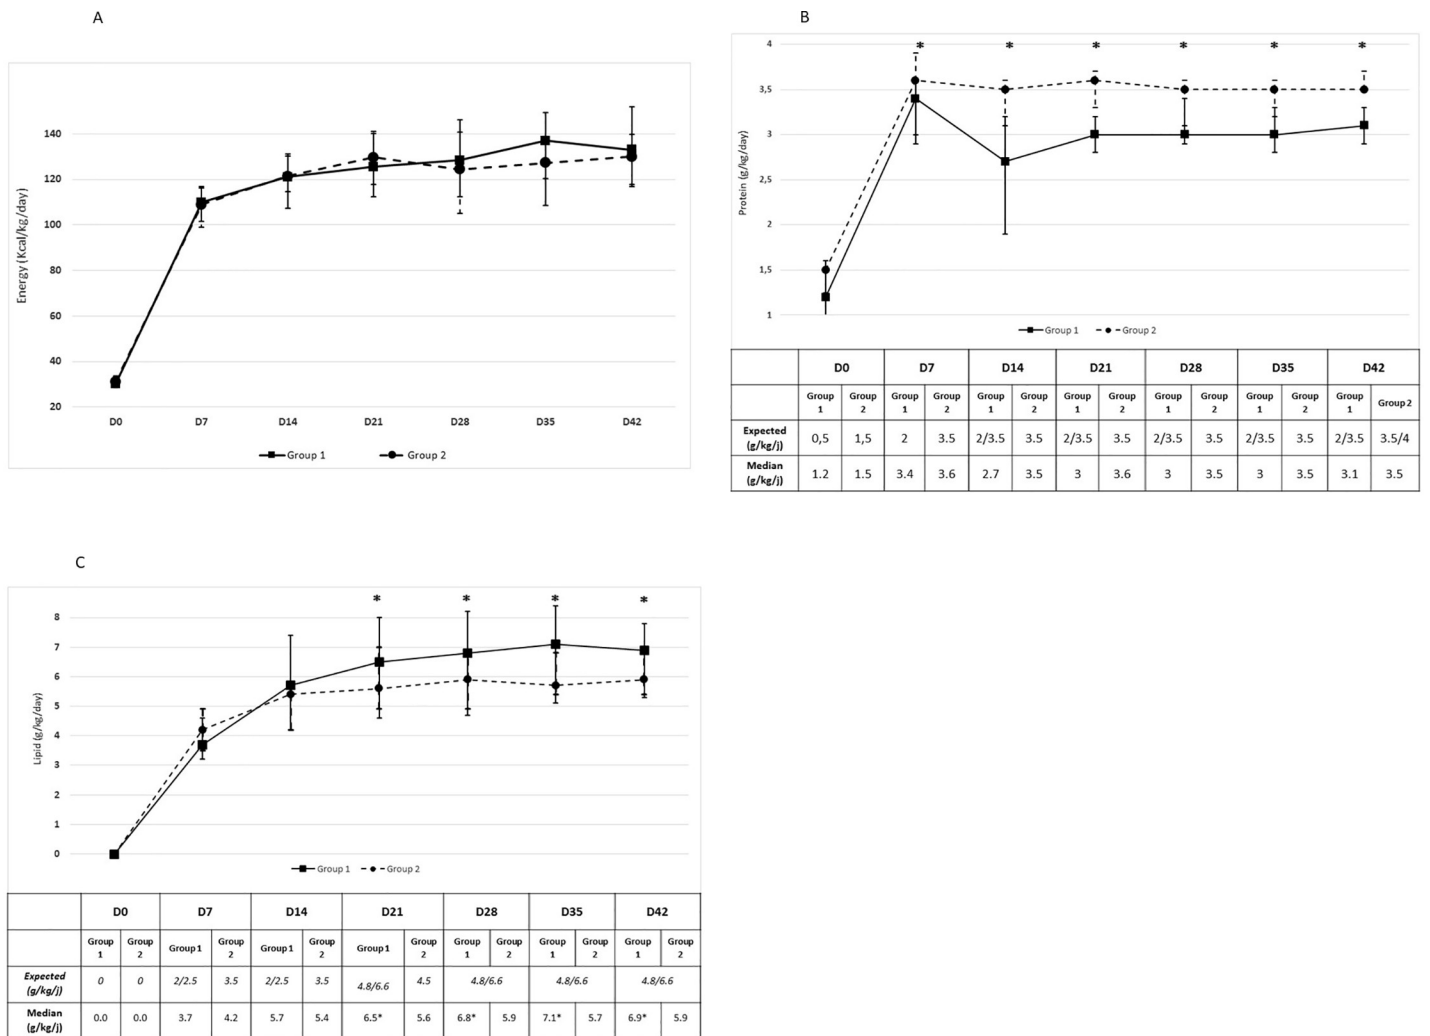 A
Energy (Kcal/kg/day)
140
120
100
80
60
40
20
D0 D7 D14 D21 D28 D35 D42
Group 1 Group 2
B
* * * * * *
Protein (g/kg/day)
4
3,5
3
2,5
2
1,5
1
Group 1 Group 2
D0 D7 D14 D21 D28 D35 D42
Group 1 Group 2 Group 1 Group 2 Group 1 Group 2 Group 1 Group 2 Group 1 Group 2 Group 1 Group 2 Group 1 Group 2
Expected (g/kg/j) 0,5 1,5 2 3.5 2/3.5 3.5 2/3.5 3.5 2/3.5 3.5 2/3.5 3.5 2/3.5 3.5/4
Median (g/kg/j) 1.2 1.5 3.4 3.6 2.7 3.5 3 3.6 3 3.5 3 3.5 3.1 3.5
C
* * * *
Lipid (g/kg/day)
8
7
6
5
4
3
2
1
0
Group 1 Group 2
D0 D7 D14 D21 D28 D35 D42
Group 1 Group 2 Group 1 Group 2 Group 1 Group 2 Group 1 Group 2 Group 1 Group 2 Group 1 Group 2 Group 1 Group 2
Expected (g/kg/j) 0 0 2/2.5 3.5 2/2.5 3.5 4.8/6.6 4.5 4.8/6.6 4.8/6.6 4.8/6.6
Median (g/kg/j) 0.0 0.0 3.7 4.2 5.7 5.4 6.5* 5.6 6.8* 5.9 7.1* 5.7 6.9* 5.9